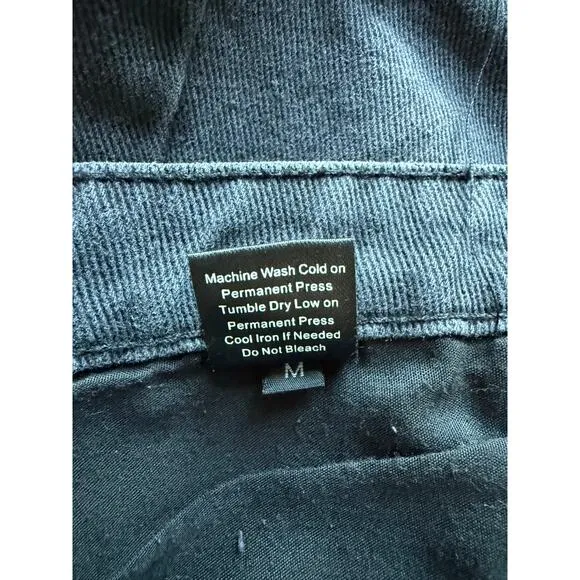 Machine Wash Cold on
Permanent Press
Tumble Dry Low on
Permanent Press
Cool Iron If Needed
Do Not Bleach
M